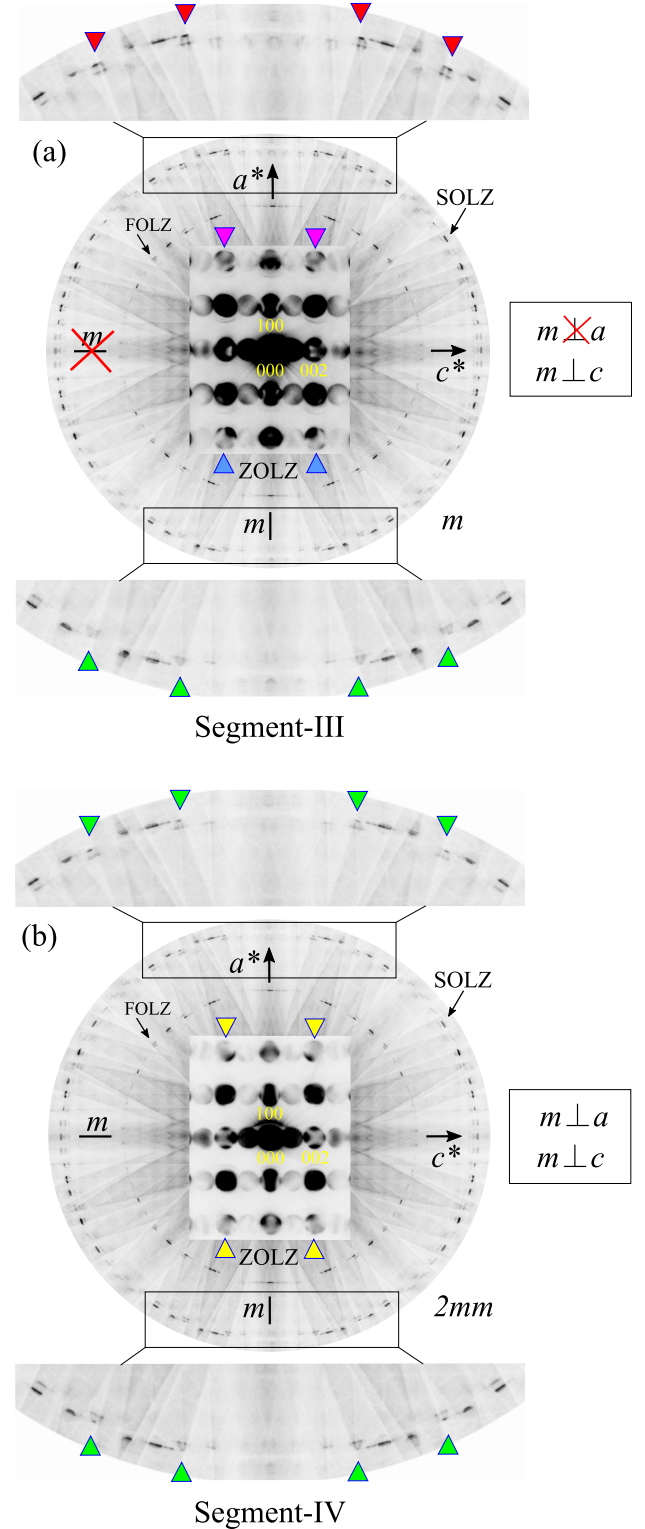 (a)
a*
SOLZ
FOLZ
m
100
000 002
c*
m ⊥ a
m ⊥ c
ZOLZ
m
m
Segment-III
(b)
a*
SOLZ
FOLZ
m
100
000 002
c*
m ⊥ a
m ⊥ c
ZOLZ
m
2mm
Segment-IV